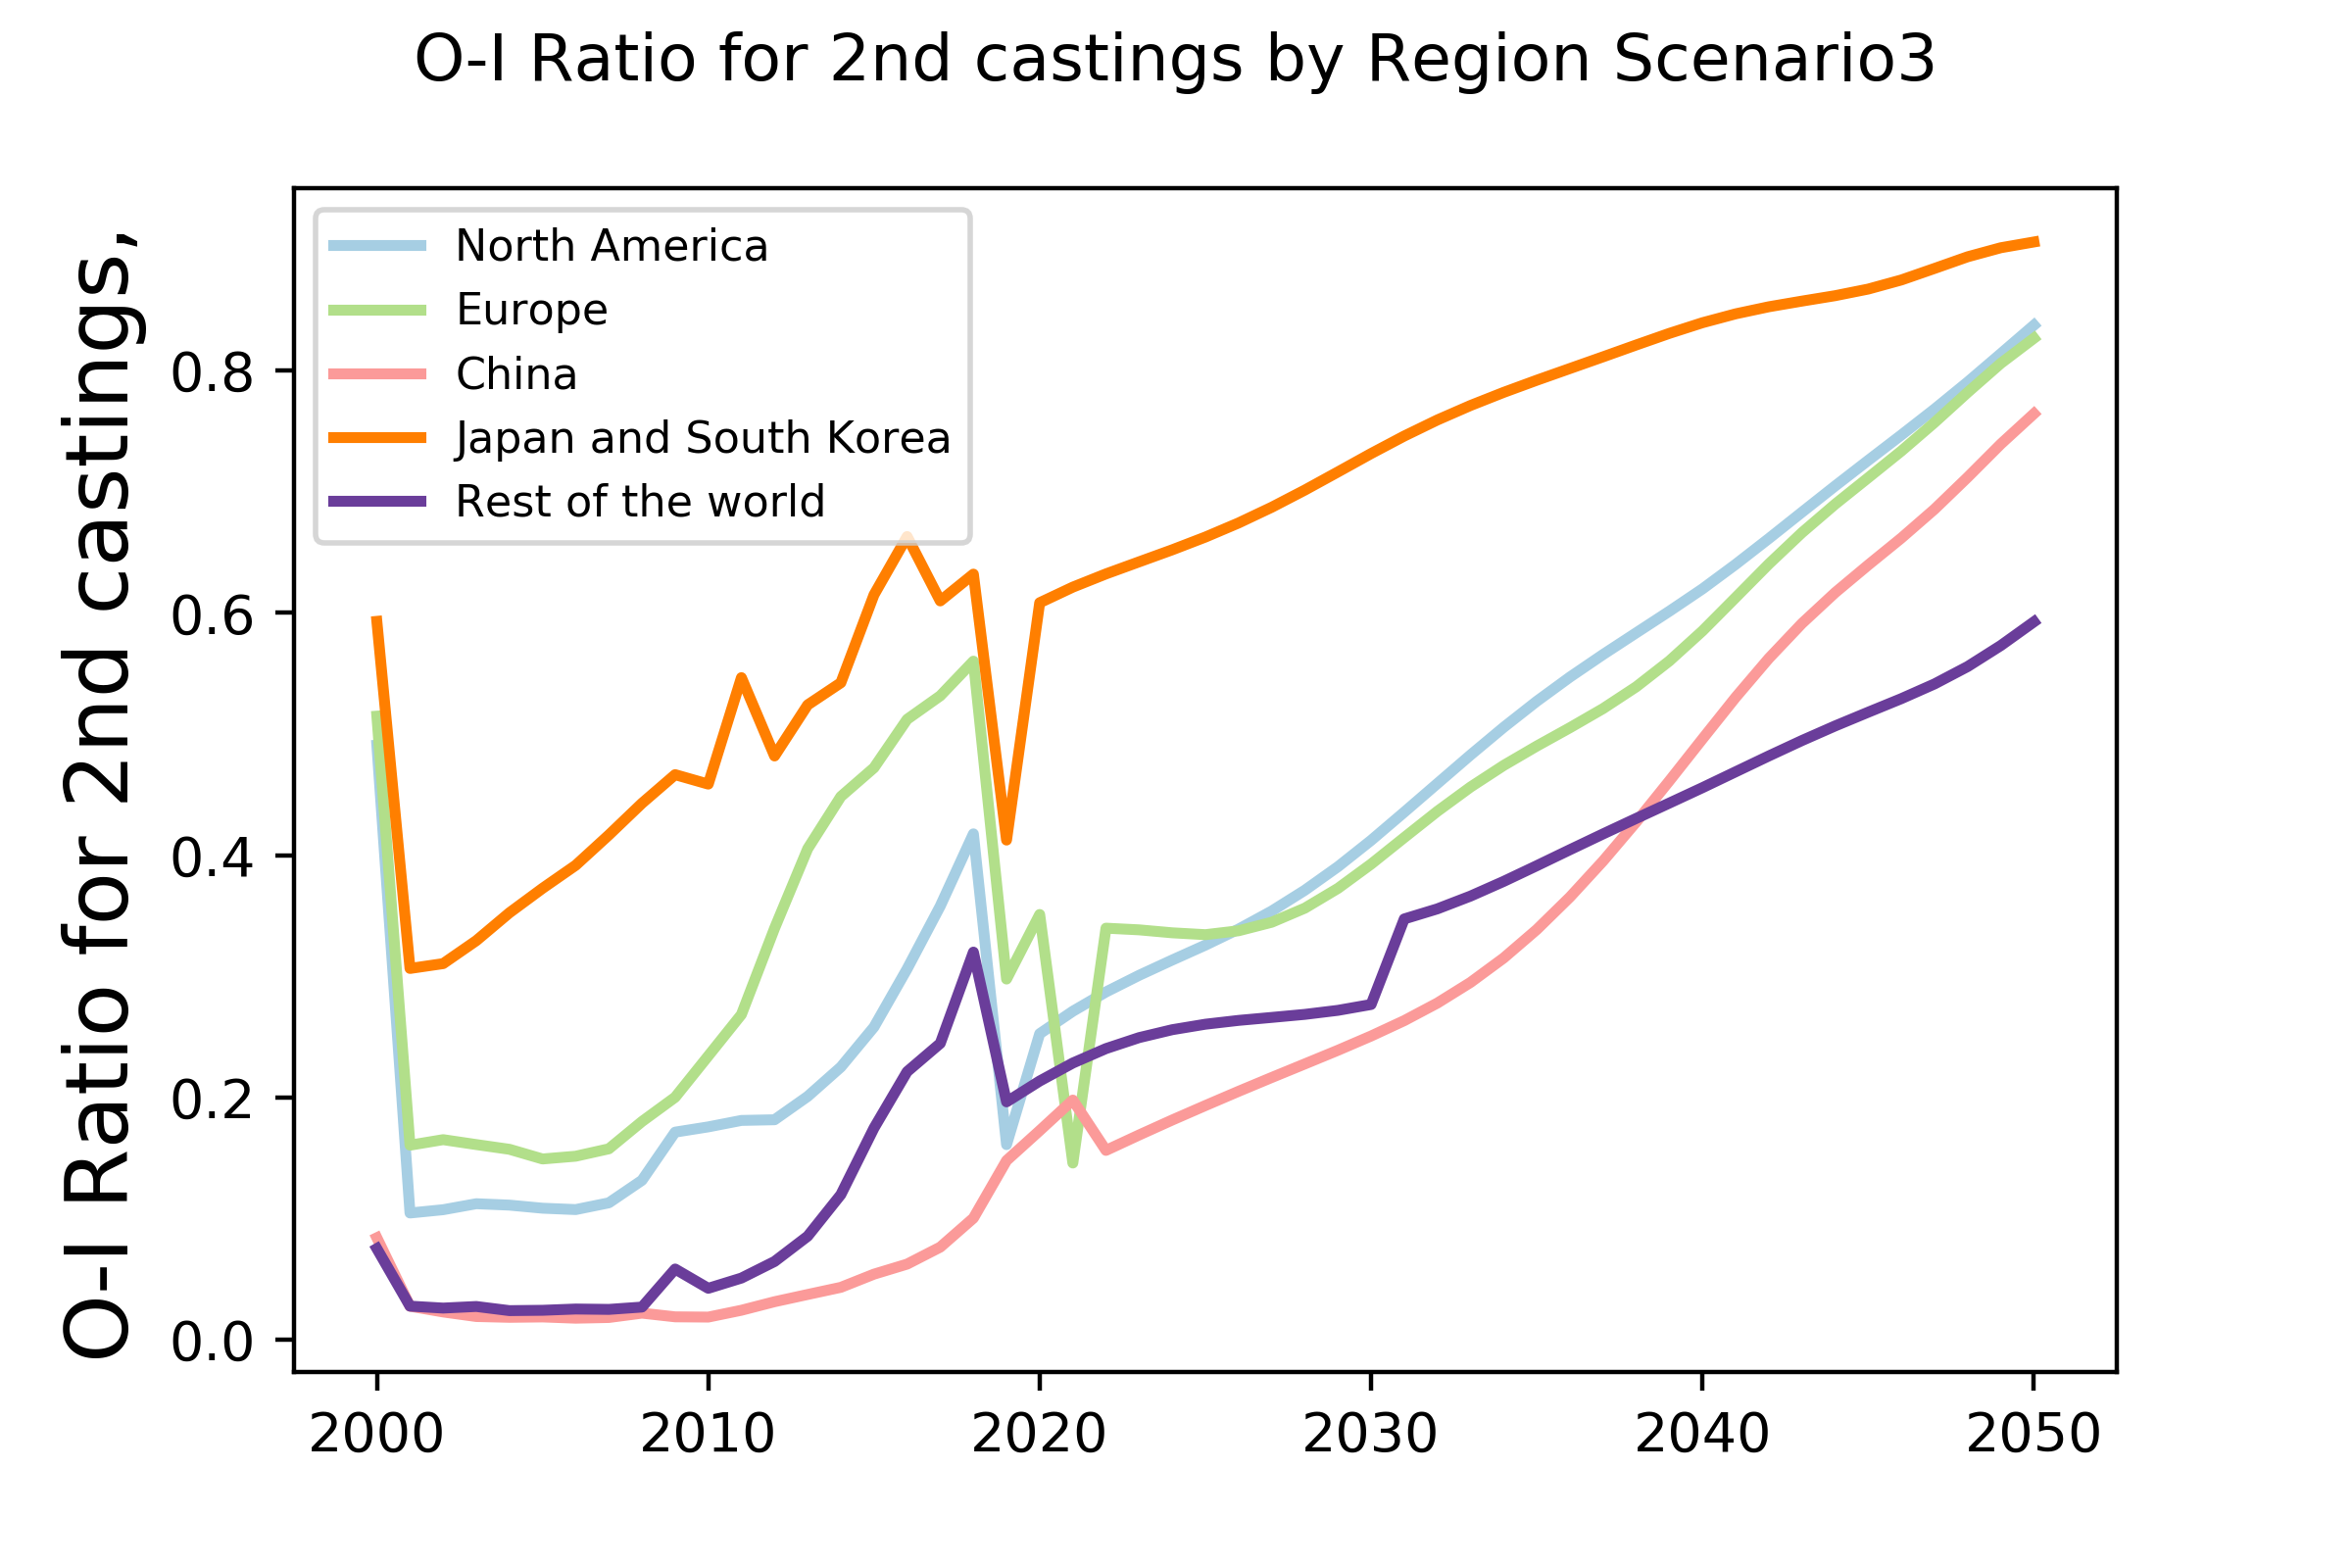 O-I Ratio for 2nd castings by Region Scenario3
O-I Ratio for 2nd castings,
North America
Europe
China
Japan and South Korea
Rest of the world
0.8
0.6
0.4
0.2
0.0
2000 2010 2020 2030 2040 2050